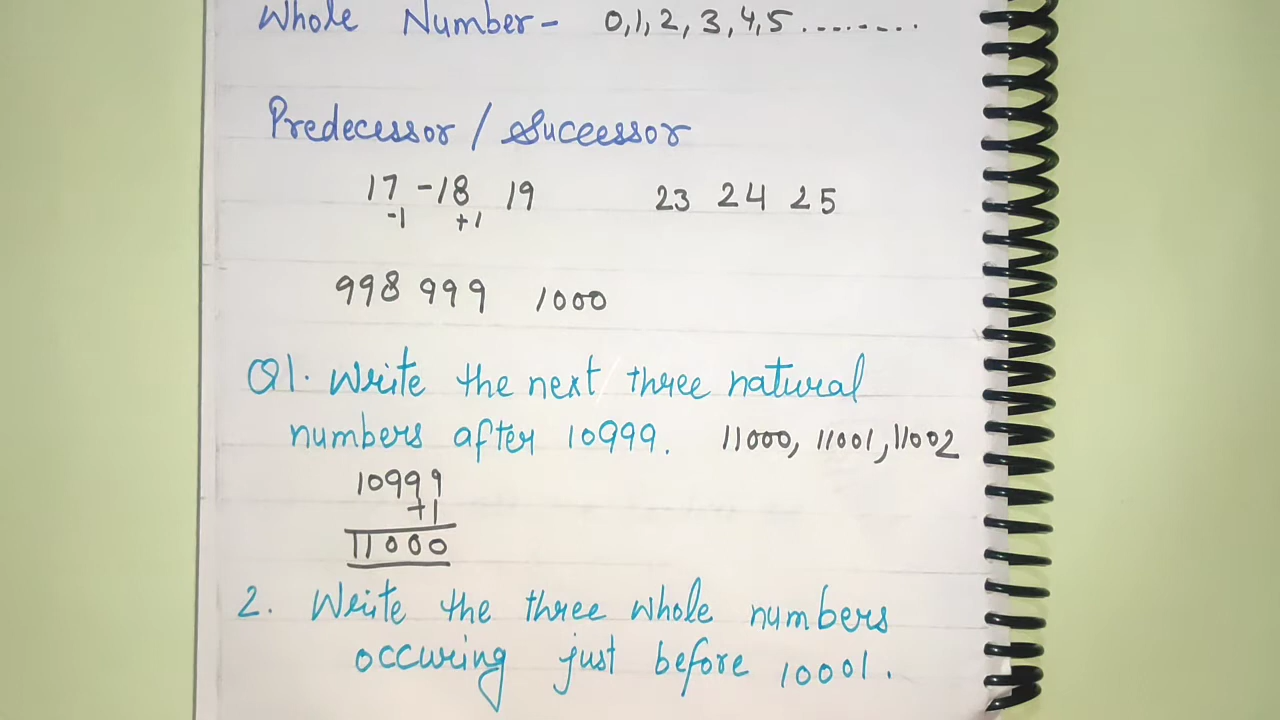 Whole Number- 0,1,2,3,4,5.........
Predecessor / Successor
17 -18 19 23 24 25
-1 +1
998 999 1000
Q1. Write the next three natural
numbers after 10999. 11000, 11001, 11002
10999
+1
11000
2. Write the three whole numbers
occuring just before 10001.